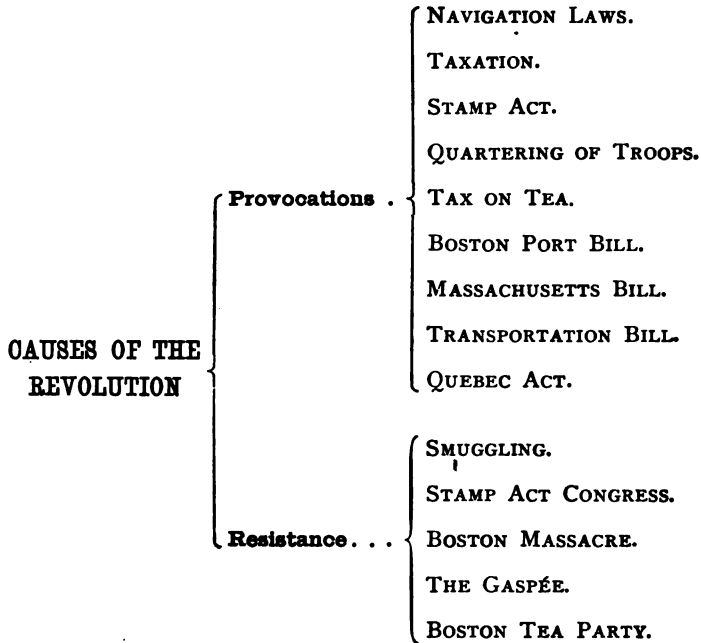 NAVIGATION LAWS.
TAXATION.
STAMP ACT.
QUARTERING OF TROOPS.
Provocations .
TAX ON TEA.
BOSTON PORT BILL.
MASSACHUSETTS BILL.
TRANSPORTATION BILL.
QUEBEC ACT.
CAUSES OF THE
REVOLUTION
SMUGGLING.
STAMP ACT CONGRESS.
Resistance . . .
BOSTON MASSACRE.
THE GASPÉE.
BOSTON TEA PARTY.